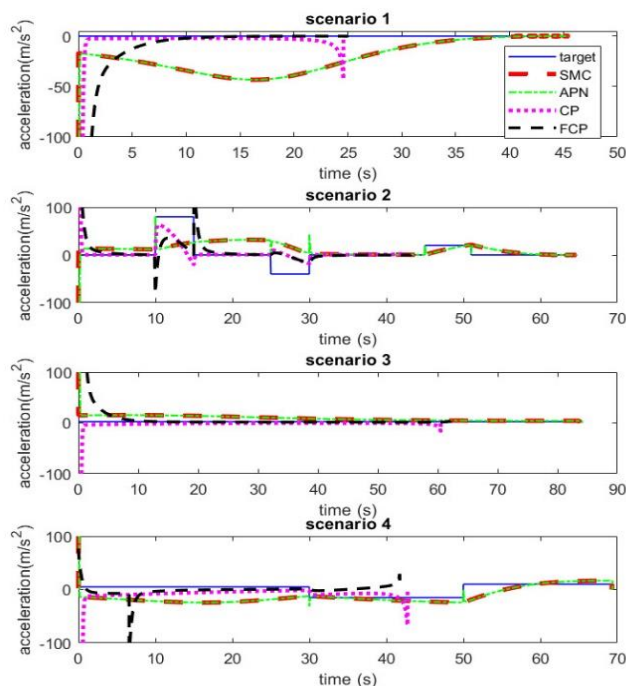 scenario 1
0
-50
-100
acceleration(m/s²)
0 5 10 15 20 25 30 35 40 45 50
time (s)
target
SMC
APN
CP
FCP
scenario 2
100
0
-100
acceleration(m/s²)
0 10 20 30 40 50 60 70
time (s)
scenario 3
100
0
-100
acceleration(m/s²)
0 10 20 30 40 50 60 70 80 90
time (s)
scenario 4
100
0
-100
acceleration(m/s²)
0 10 20 30 40 50 60 70
time (s)